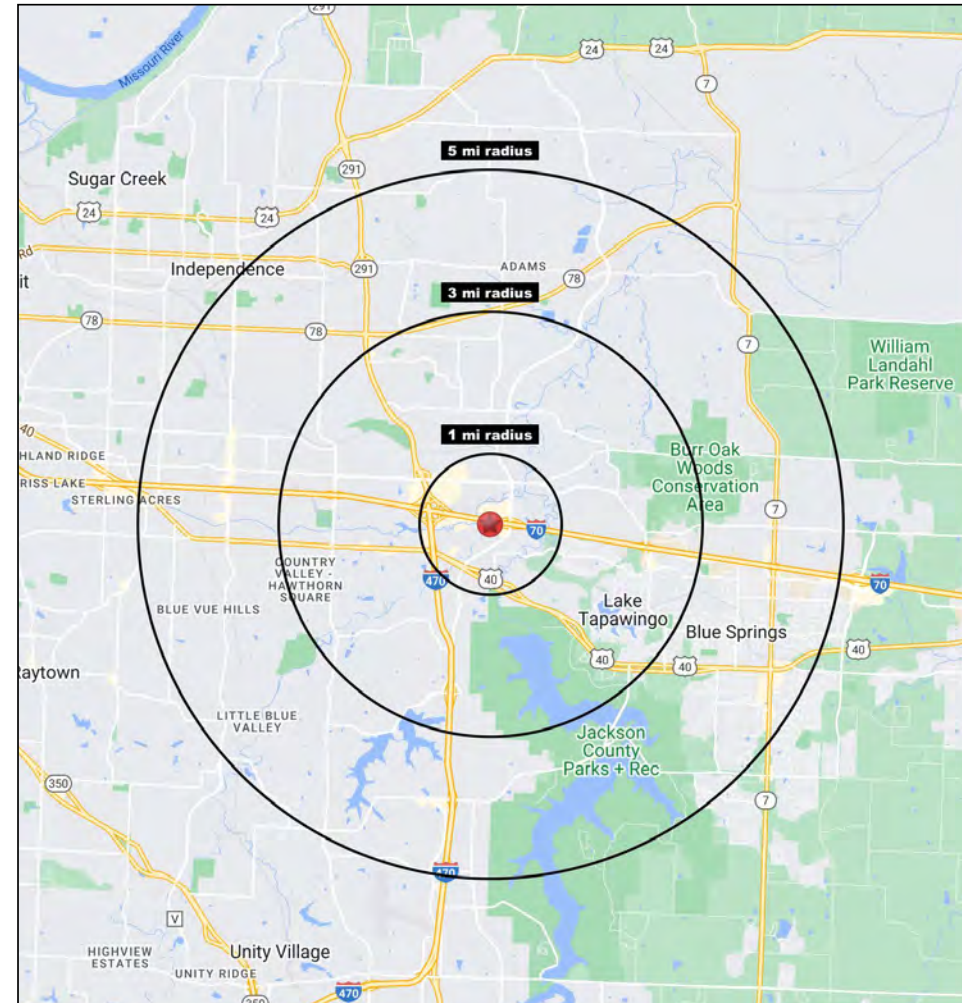 291
24
24
Missouri River
7
5 mi radius
291
Sugar Creek
24
24
Rd
Independence
291
ADAMS
78
it
3 mi radius
78
78
7
William
Landahl
Park Reserve
40
1 mi radius
HLAND RIDGE
Burr Oak
Woods
Conservation
Area
RISS LAKE
STERLING ACRES
7
70
COUNTRY
VALLEY -
HAWTHORN
SQUARE
470
40
70
BLUE VUE HILLS
Lake
Tapawingo
Blue Springs
40
40
40
Raytown
LITTLE BLUE
VALLEY
Jackson
County
Parks + Rec
350
7
470
V
HIGHVIEW
ESTATES
Unity Village
UNITY RIDGE
470
350